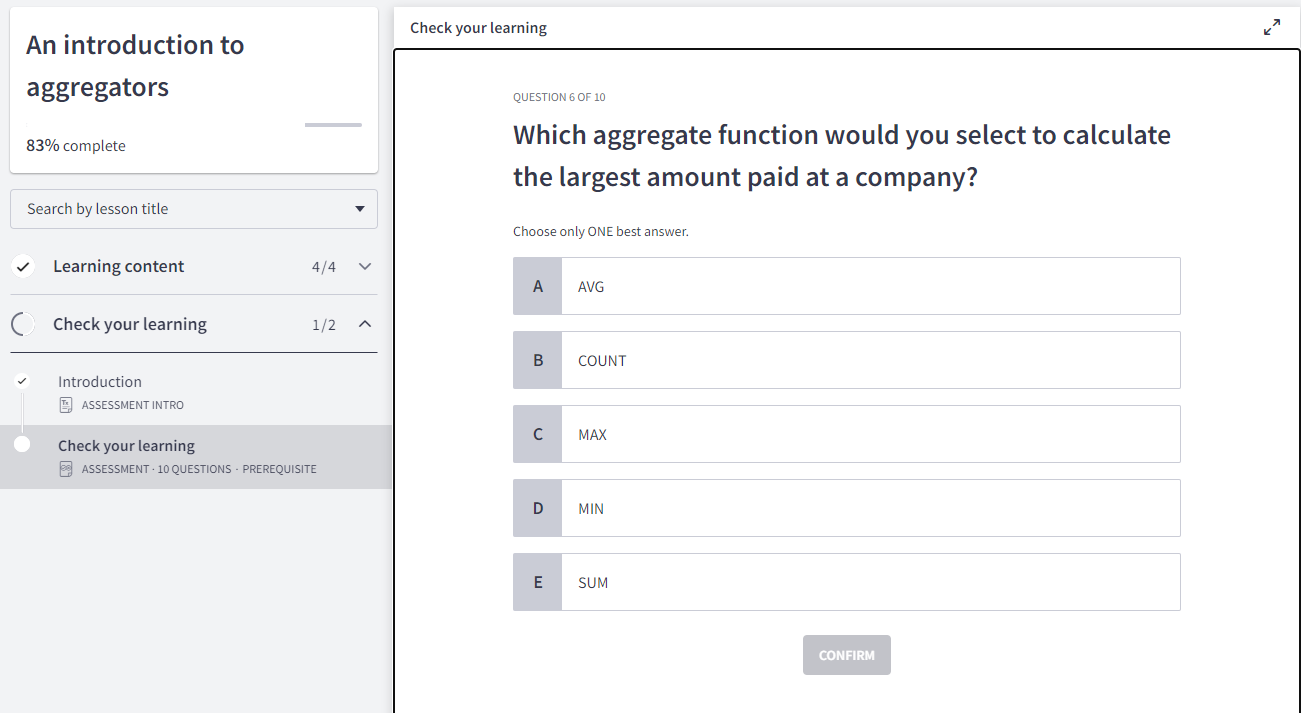 An introduction to
aggregators
83% complete
Search by lesson title
Learning content 4/4
Check your learning 1/2
Introduction
ASSESSMENT INTRO
Check your learning
ASSESSMENT · 10 QUESTIONS · PREREQUISITE
Check your learning
QUESTION 6 OF 10
Which aggregate function would you select to calculate
the largest amount paid at a company?
Choose only ONE best answer.
A AVG
B COUNT
C MAX
D MIN
E SUM
CONFIRM